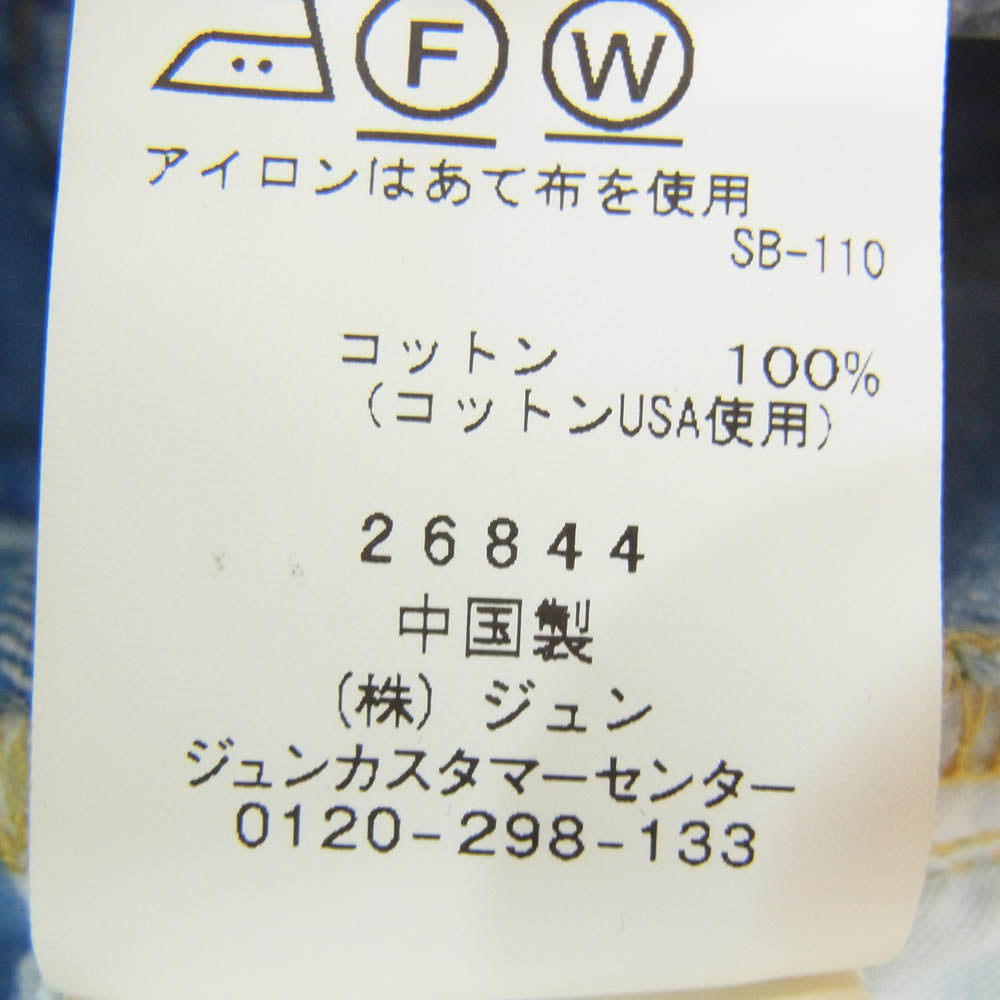 F W
アイロンはあて布を使用
SB-110
コットン 100%
(コットンUSA使用)
26844
中国製
(株) ジュン
ジュンカスタマーセンター
0120-298-133